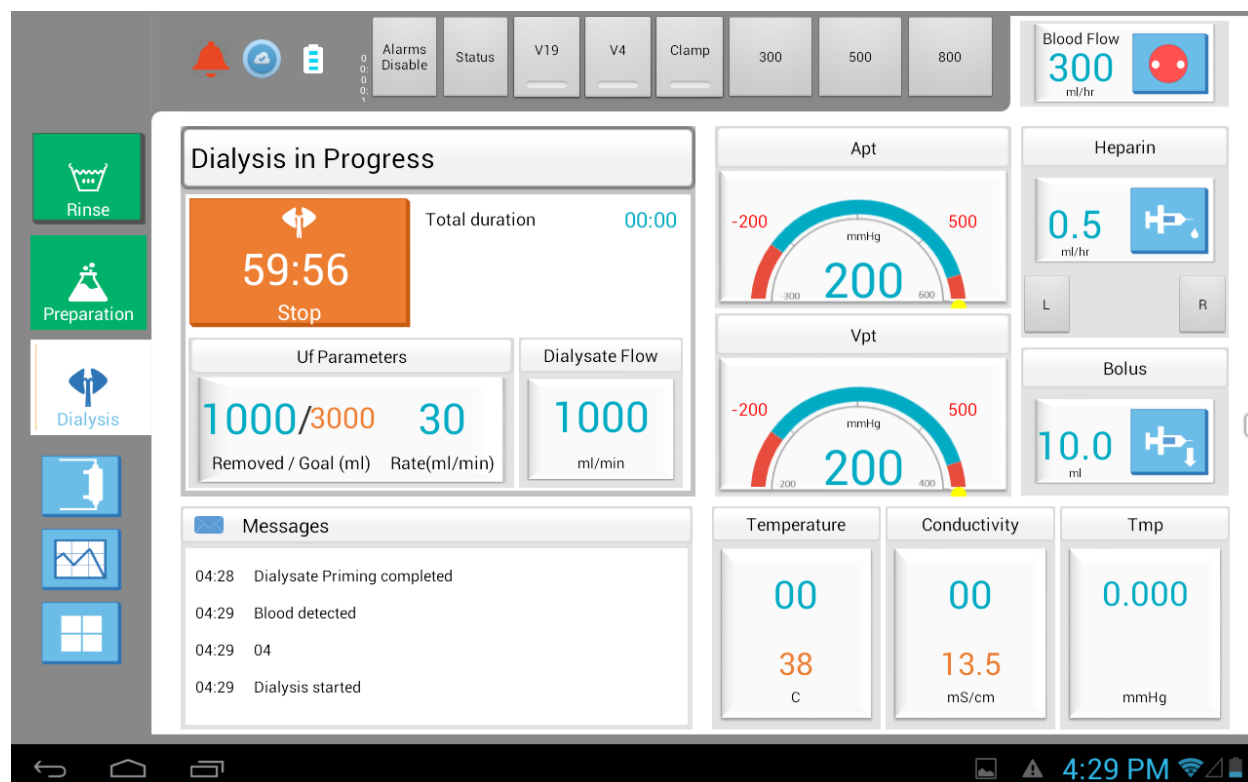 0
0:
0
0:
1
Alarms
Disable
Status
V19
V4
Clamp
300
500
800
Blood Flow
300
ml/hr
Rinse
Preparation
Dialysis
Dialysis in Progress
59:56
Stop
Total duration 00:00
Uf Parameters
1000/3000 30
Removed / Goal (ml) Rate(ml/min)
Dialysate Flow
1000
ml/min
Messages
04:28 Dialysate Priming completed
04:29 Blood detected
04:29 04
04:29 Dialysis started
Apt
-200 500
mmHg
200
-300 600
Vpt
-200 500
mmHg
200
-200 400
Heparin
0.5
ml/hr
L R
Bolus
10.0
ml
Temperature
00
38
C
Conductivity
00
13.5
mS/cm
Tmp
0.000
mmHg
4:29 PM